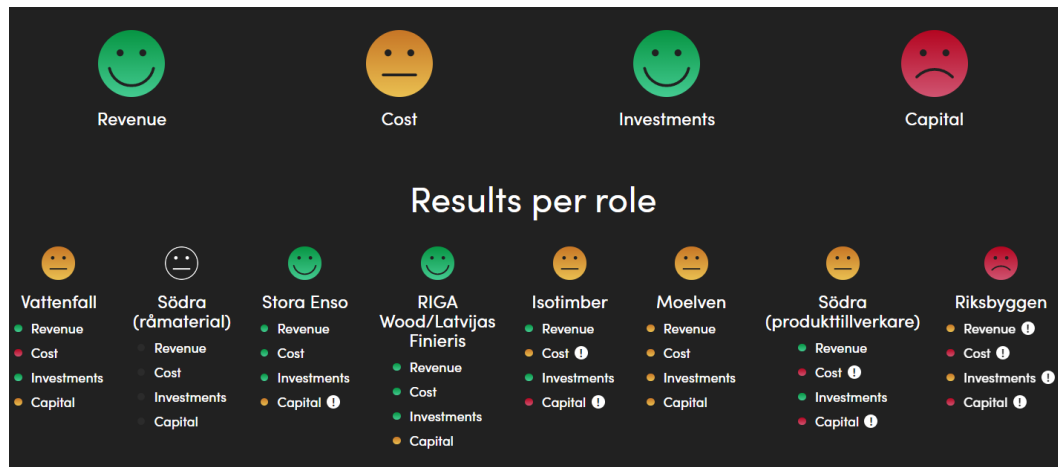 Revenue
Cost
Investments
Capital
Results per role
Vattenfall
Revenue
Cost
Investments
Capital
Södra
(råmaterial)
Revenue
Cost
Investments
Capital
Stora Enso
Revenue
Cost
Investments
Capital !
RIGA
Wood/Latvijas
Finieris
Revenue
Cost
Investments
Capital
Isotimber
Revenue
Cost !
Investments
Capital !
Moelven
Revenue
Cost
Investments
Capital
Södra
(produkttillverkare)
Revenue
Cost !
Investments
Capital !
Riksbyggen
Revenue !
Cost !
Investments !
Capital !